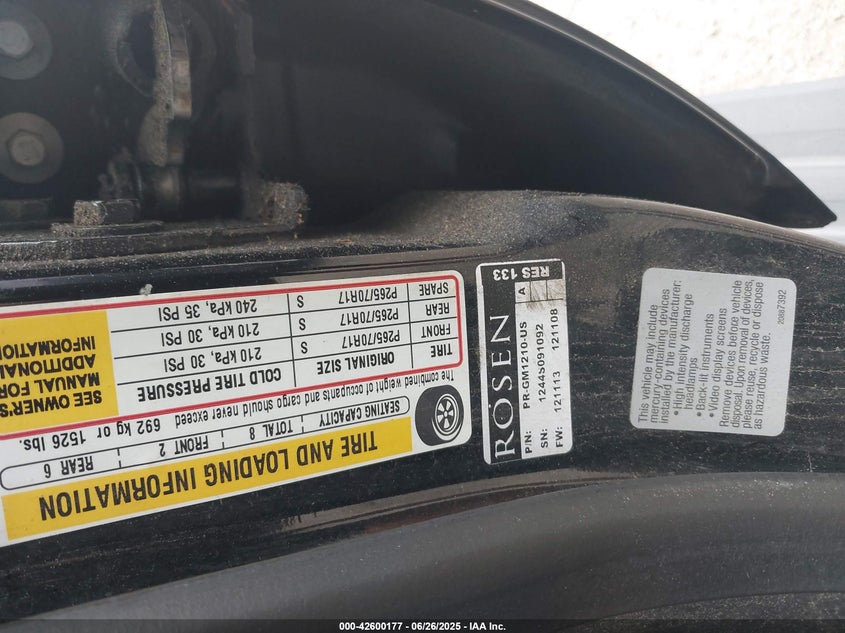 TIRE AND LOADING INFORMATION
SEATING CAPACITY TOTAL 8 FRONT 2 REAR 6
The combined weight of occupants and cargo should never exceed 692 kg or 1526 lbs.
TIRE ORIGINAL SIZE COLD TIRE PRESSURE
FRONT P265/70R17 S 210 kPa, 30 PSI
REAR P265/70R17 S 210 kPa, 30 PSI
SPARE P265/70R17 S 240 kPa, 35 PSI
SEE OWNER'S
MANUAL FOR
ADDITIONAL
INFORMATION
ROSEN
RES 133
P/N: PR-GM1210-US A
SN: 1244S091092
FW: 121113 121108
This vehicle may include
mercury-containing devices
installed by the manufacturer:
• High intensity discharge
headlamps
• Back-lit instruments
• Video display screens
Remove devices before vehicle
disposal. Upon removal of devices,
please reuse, recycle or dispose
as hazardous waste.
20887392
000-42600177 - 06/26/2025 - IAA Inc.